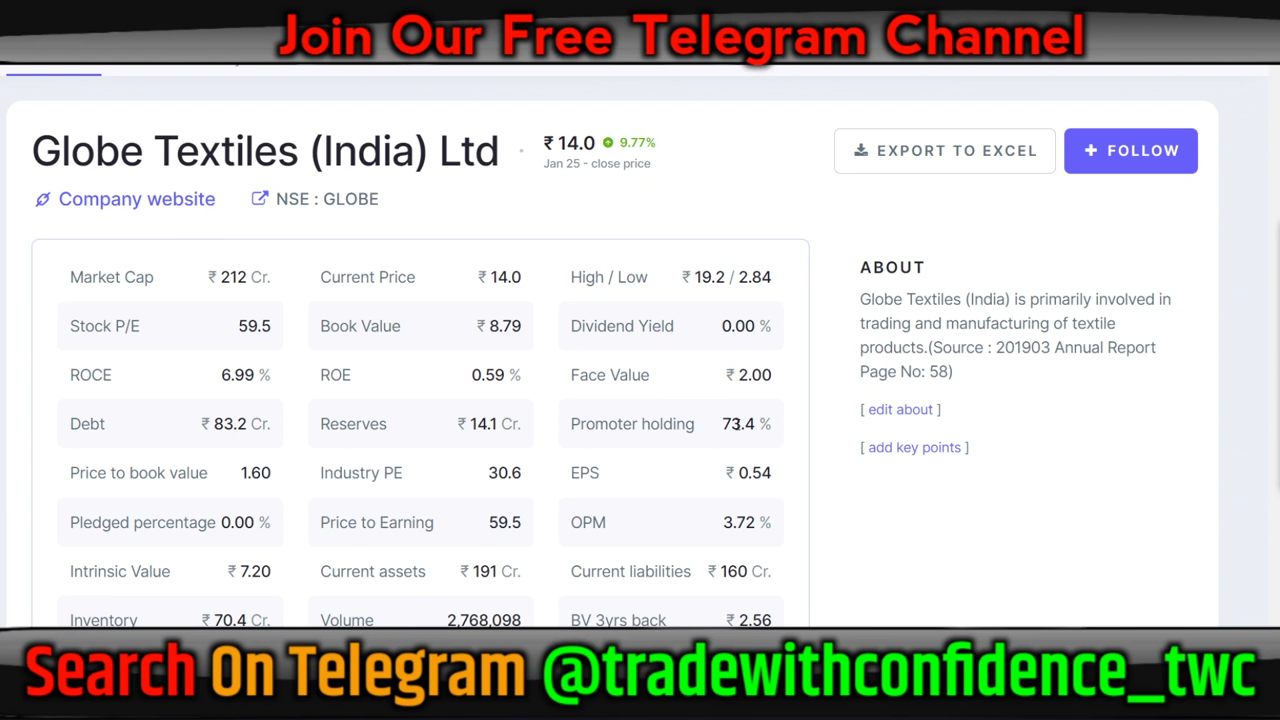 Join Our Free Telegram Channel
Globe Textiles (India) Ltd
₹ 14.0 9.77%
Jan 25 - close price
EXPORT TO EXCEL
+ FOLLOW
Company website NSE : GLOBE
Market Cap ₹ 212 Cr. Current Price ₹ 14.0 High / Low ₹ 19.2 / 2.84
Stock P/E 59.5 Book Value ₹ 8.79 Dividend Yield 0.00 %
ROCE 6.99 % ROE 0.59 % Face Value ₹ 2.00
Debt ₹ 83.2 Cr. Reserves ₹ 14.1 Cr. Promoter holding 73.4 %
Price to book value 1.60 Industry PE 30.6 EPS ₹ 0.54
Pledged percentage 0.00 % Price to Earning 59.5 OPM 3.72 %
Intrinsic Value ₹ 7.20 Current assets ₹ 191 Cr. Current liabilities ₹ 160 Cr.
Inventory ₹ 70.4 Cr. Volume 2,768,098 BV 3yrs back ₹ 2.56
ABOUT
Globe Textiles (India) is primarily involved in
trading and manufacturing of textile
products.(Source : 201903 Annual Report
Page No: 58)
[ edit about ]
[ add key points ]
Search On Telegram @tradewithconfidence_twc